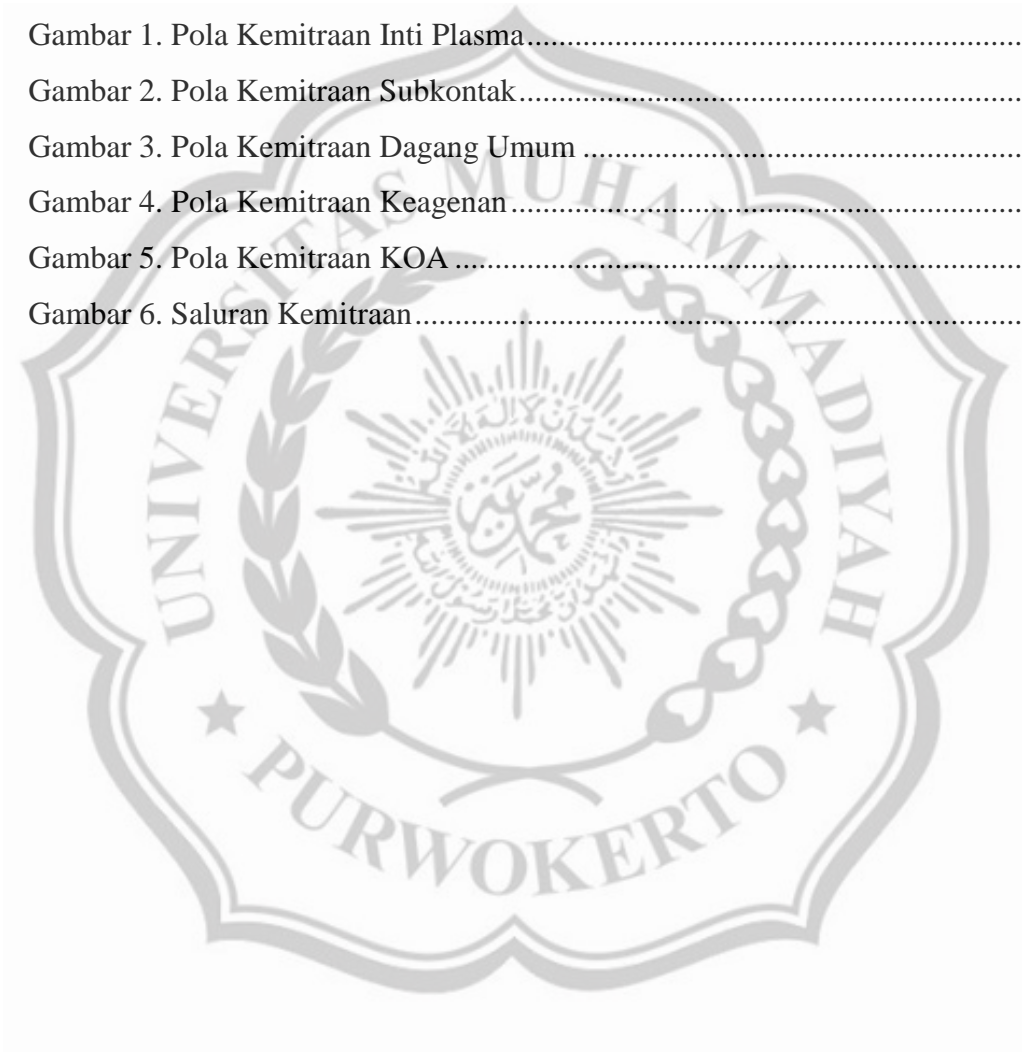 Gambar 1. Pola Kemitraan Inti Plasma..............................................................
Gambar 2. Pola Kemitraan Subkontak...............................................................
Gambar 3. Pola Kemitraan Dagang Umum .......................................................
Gambar 4. Pola Kemitraan Keagenan................................................................
Gambar 5. Pola Kemitraan KOA .......................................................................
Gambar 6. Saluran Kemitraan............................................................................
UNIVERSITAS MUHAMMADIYAH
PURWOKERTO